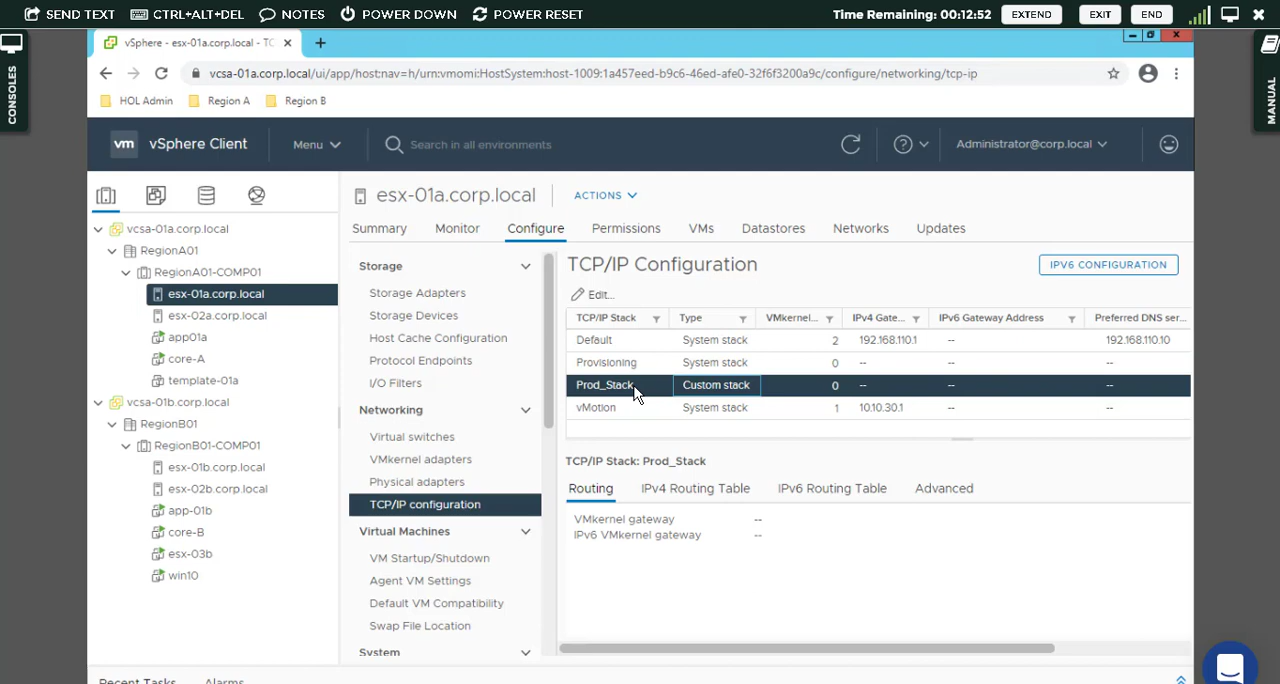 SEND TEXT CTRL+ALT+DEL NOTES POWER DOWN POWER RESET Time Remaining: 00:12:52 EXTEND EXIT END
CONSOLES
MANUAL
vSphere - esx-01a.corp.local - TC
vcsa-01a.corp.local/ui/app/host:nav=h/urn:vmomi:HostSystem:host-1009:1a457eed-b9c6-46ed-afe0-32f6f3200a9c/configure/networking/tcp-ip
HOL Admin Region A Region B
vm vSphere Client Menu Search in all environments Administrator@corp.local
vcsa-01a.corp.local
RegionA01
RegionA01-COMP01
esx-01a.corp.local
esx-02a.corp.local
app01a
core-A
template-01a
vcsa-01b.corp.local
RegionB01
RegionB01-COMP01
esx-01b.corp.local
esx-02b.corp.local
app-01b
core-B
esx-03b
win10
esx-01a.corp.local ACTIONS
Summary Monitor Configure Permissions VMs Datastores Networks Updates
Storage
Storage Adapters
Storage Devices
Host Cache Configuration
Protocol Endpoints
I/O Filters
Networking
Virtual switches
VMkernel adapters
Physical adapters
TCP/IP configuration
Virtual Machines
VM Startup/Shutdown
Agent VM Settings
Default VM Compatibility
Swap File Location
System
TCP/IP Configuration IPV6 CONFIGURATION
Edit...
TCP/IP Stack Type VMkernel... IPv4 Gate... IPv6 Gateway Address Preferred DNS ser...
Default System stack 2 192.168.110.1 -- 192.168.110.10
Provisioning System stack 0 -- -- --
Prod_Stack Custom stack 0 -- -- --
vMotion System stack 1 10.10.30.1 -- --
TCP/IP Stack: Prod_Stack
Routing IPv4 Routing Table IPv6 Routing Table Advanced
VMkernel gateway --
IPv6 VMkernel gateway --
Recent Tasks Alarms